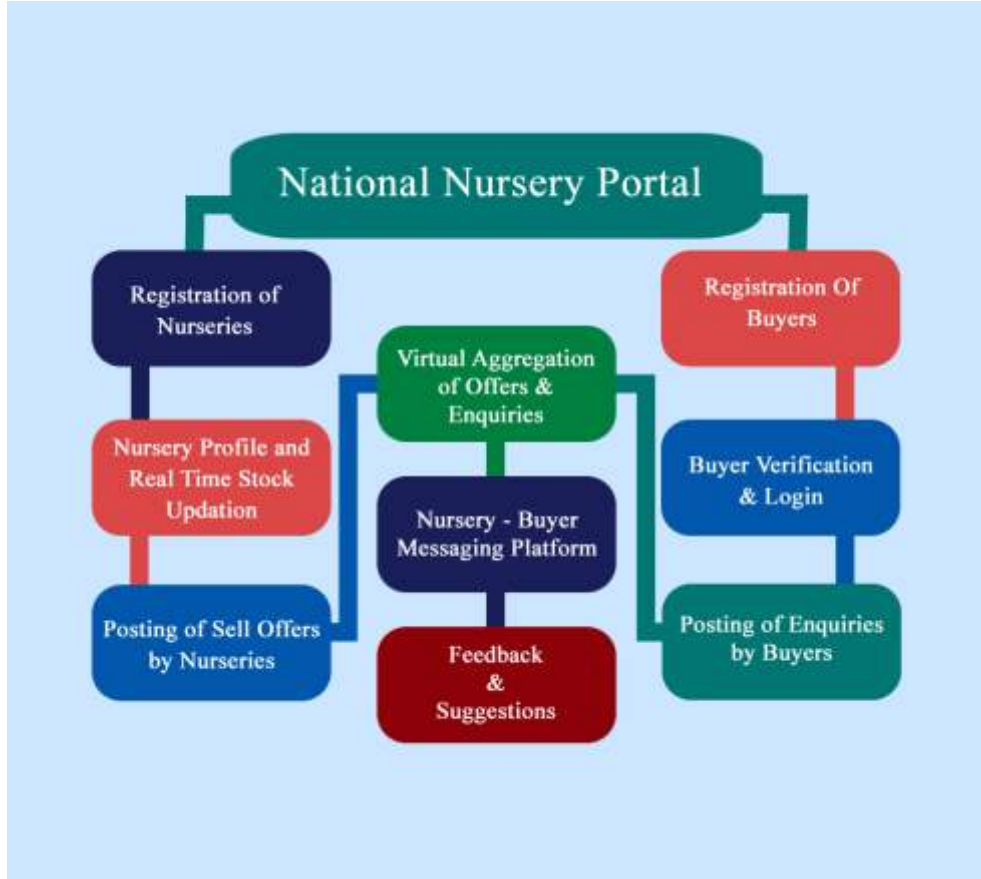 National Nursery Portal
Registration of
Nurseries
Nursery Profile and
Real Time Stock
Updation
Posting of Sell Offers
by Nurseries
Virtual Aggregation
of Offers &
Enquiries
Nursery - Buyer
Messaging Platform
Feedback
&
Suggestions
Registration Of
Buyers
Buyer Verification
& Login
Posting of Enquiries
by Buyers